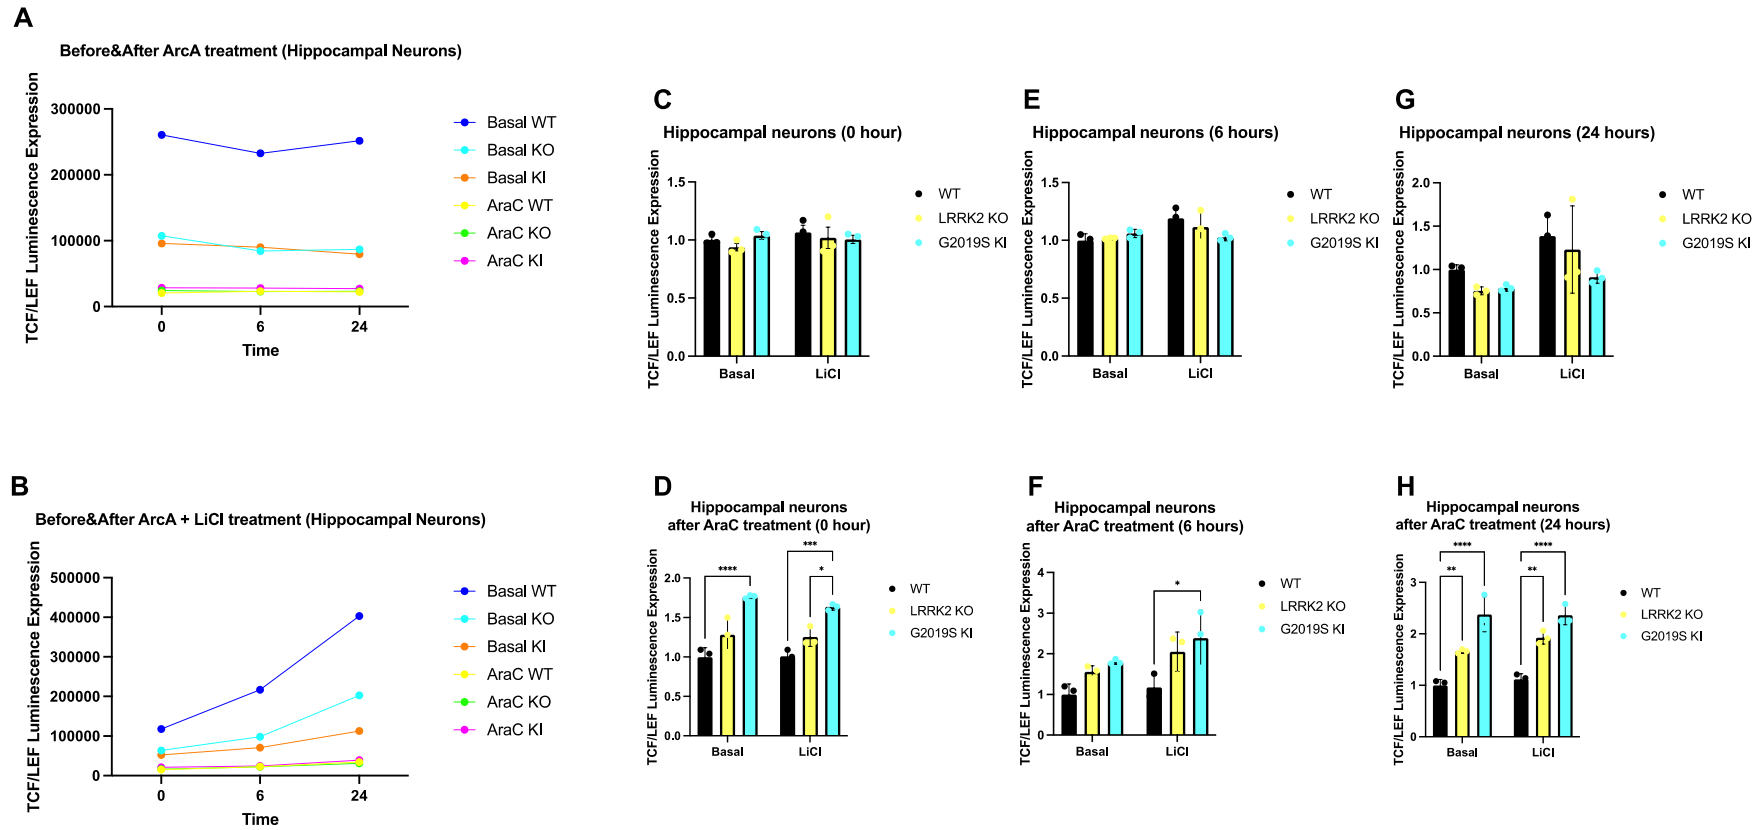 A
Before&After ArcA treatment (Hippocampal Neurons)
TCF/LEF Luminescence Expression
300000
200000
100000
0
0
6
24
Time
Basal WT
Basal KO
Basal KI
AraC WT
AraC KO
AraC KI
C
Hippocampal neurons (0 hour)
TCF/LEF Luminescence Expression
1.5
1.0
0.5
0.0
Basal
LiCl
WT
LRRK2 KO
G2019S KI
E
Hippocampal neurons (6 hours)
TCF/LEF Luminescence Expression
1.5
1.0
0.5
0.0
Basal
LiCl
WT
LRRK2 KO
G2019S KI
G
Hippocampal neurons (24 hours)
TCF/LEF Luminescence Expression
2.0
1.5
1.0
0.5
0.0
Basal
LiCl
WT
LRRK2 KO
G2019S KI
B
Before&After ArcA + LiCl treatment (Hippocampal Neurons)
TCF/LEF Luminescence Expression
500000
400000
300000
200000
100000
0
0
6
24
Time
Basal WT
Basal KO
Basal KI
AraC WT
AraC KO
AraC KI
D
Hippocampal neurons
after AraC treatment (0 hour)
TCF/LEF Luminescence Expression
2.0
1.5
1.0
0.5
0.0
****
***
*
Basal
LiCl
WT
LRRK2 KO
G2019S KI
F
Hippocampal neurons
after AraC treatment (6 hours)
TCF/LEF Luminescence Expression
4
3
2
1
0
*
Basal
LiCl
WT
LRRK2 KO
G2019S KI
H
Hippocampal neurons
after AraC treatment (24 hours)
TCF/LEF Luminescence Expression
3
2
1
0
****
**
****
**
Basal
LiCl
WT
LRRK2 KO
G2019S KI